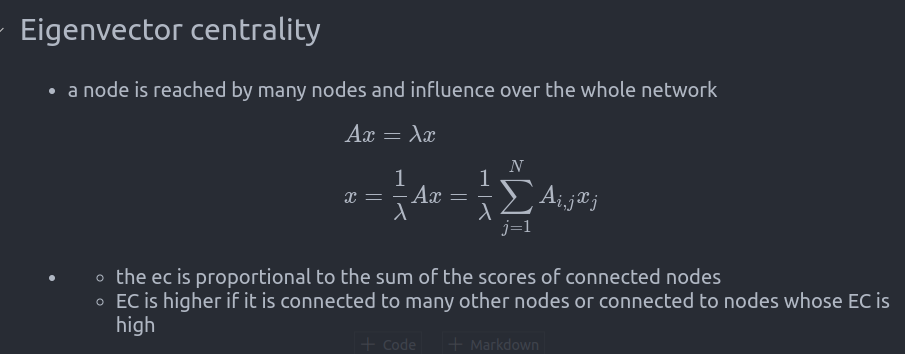 Eigenvector centrality
• a node is reached by many nodes and influence over the whole network
Ax = λx
x = \frac{1}{λ} Ax = \frac{1}{λ} \sum_{j=1}^{N} A_{i,j} x_j
• ◦ the ec is proportional to the sum of the scores of connected nodes
◦ EC is higher if it is connected to many other nodes or connected to nodes whose EC is
high
+ Code + Markdown